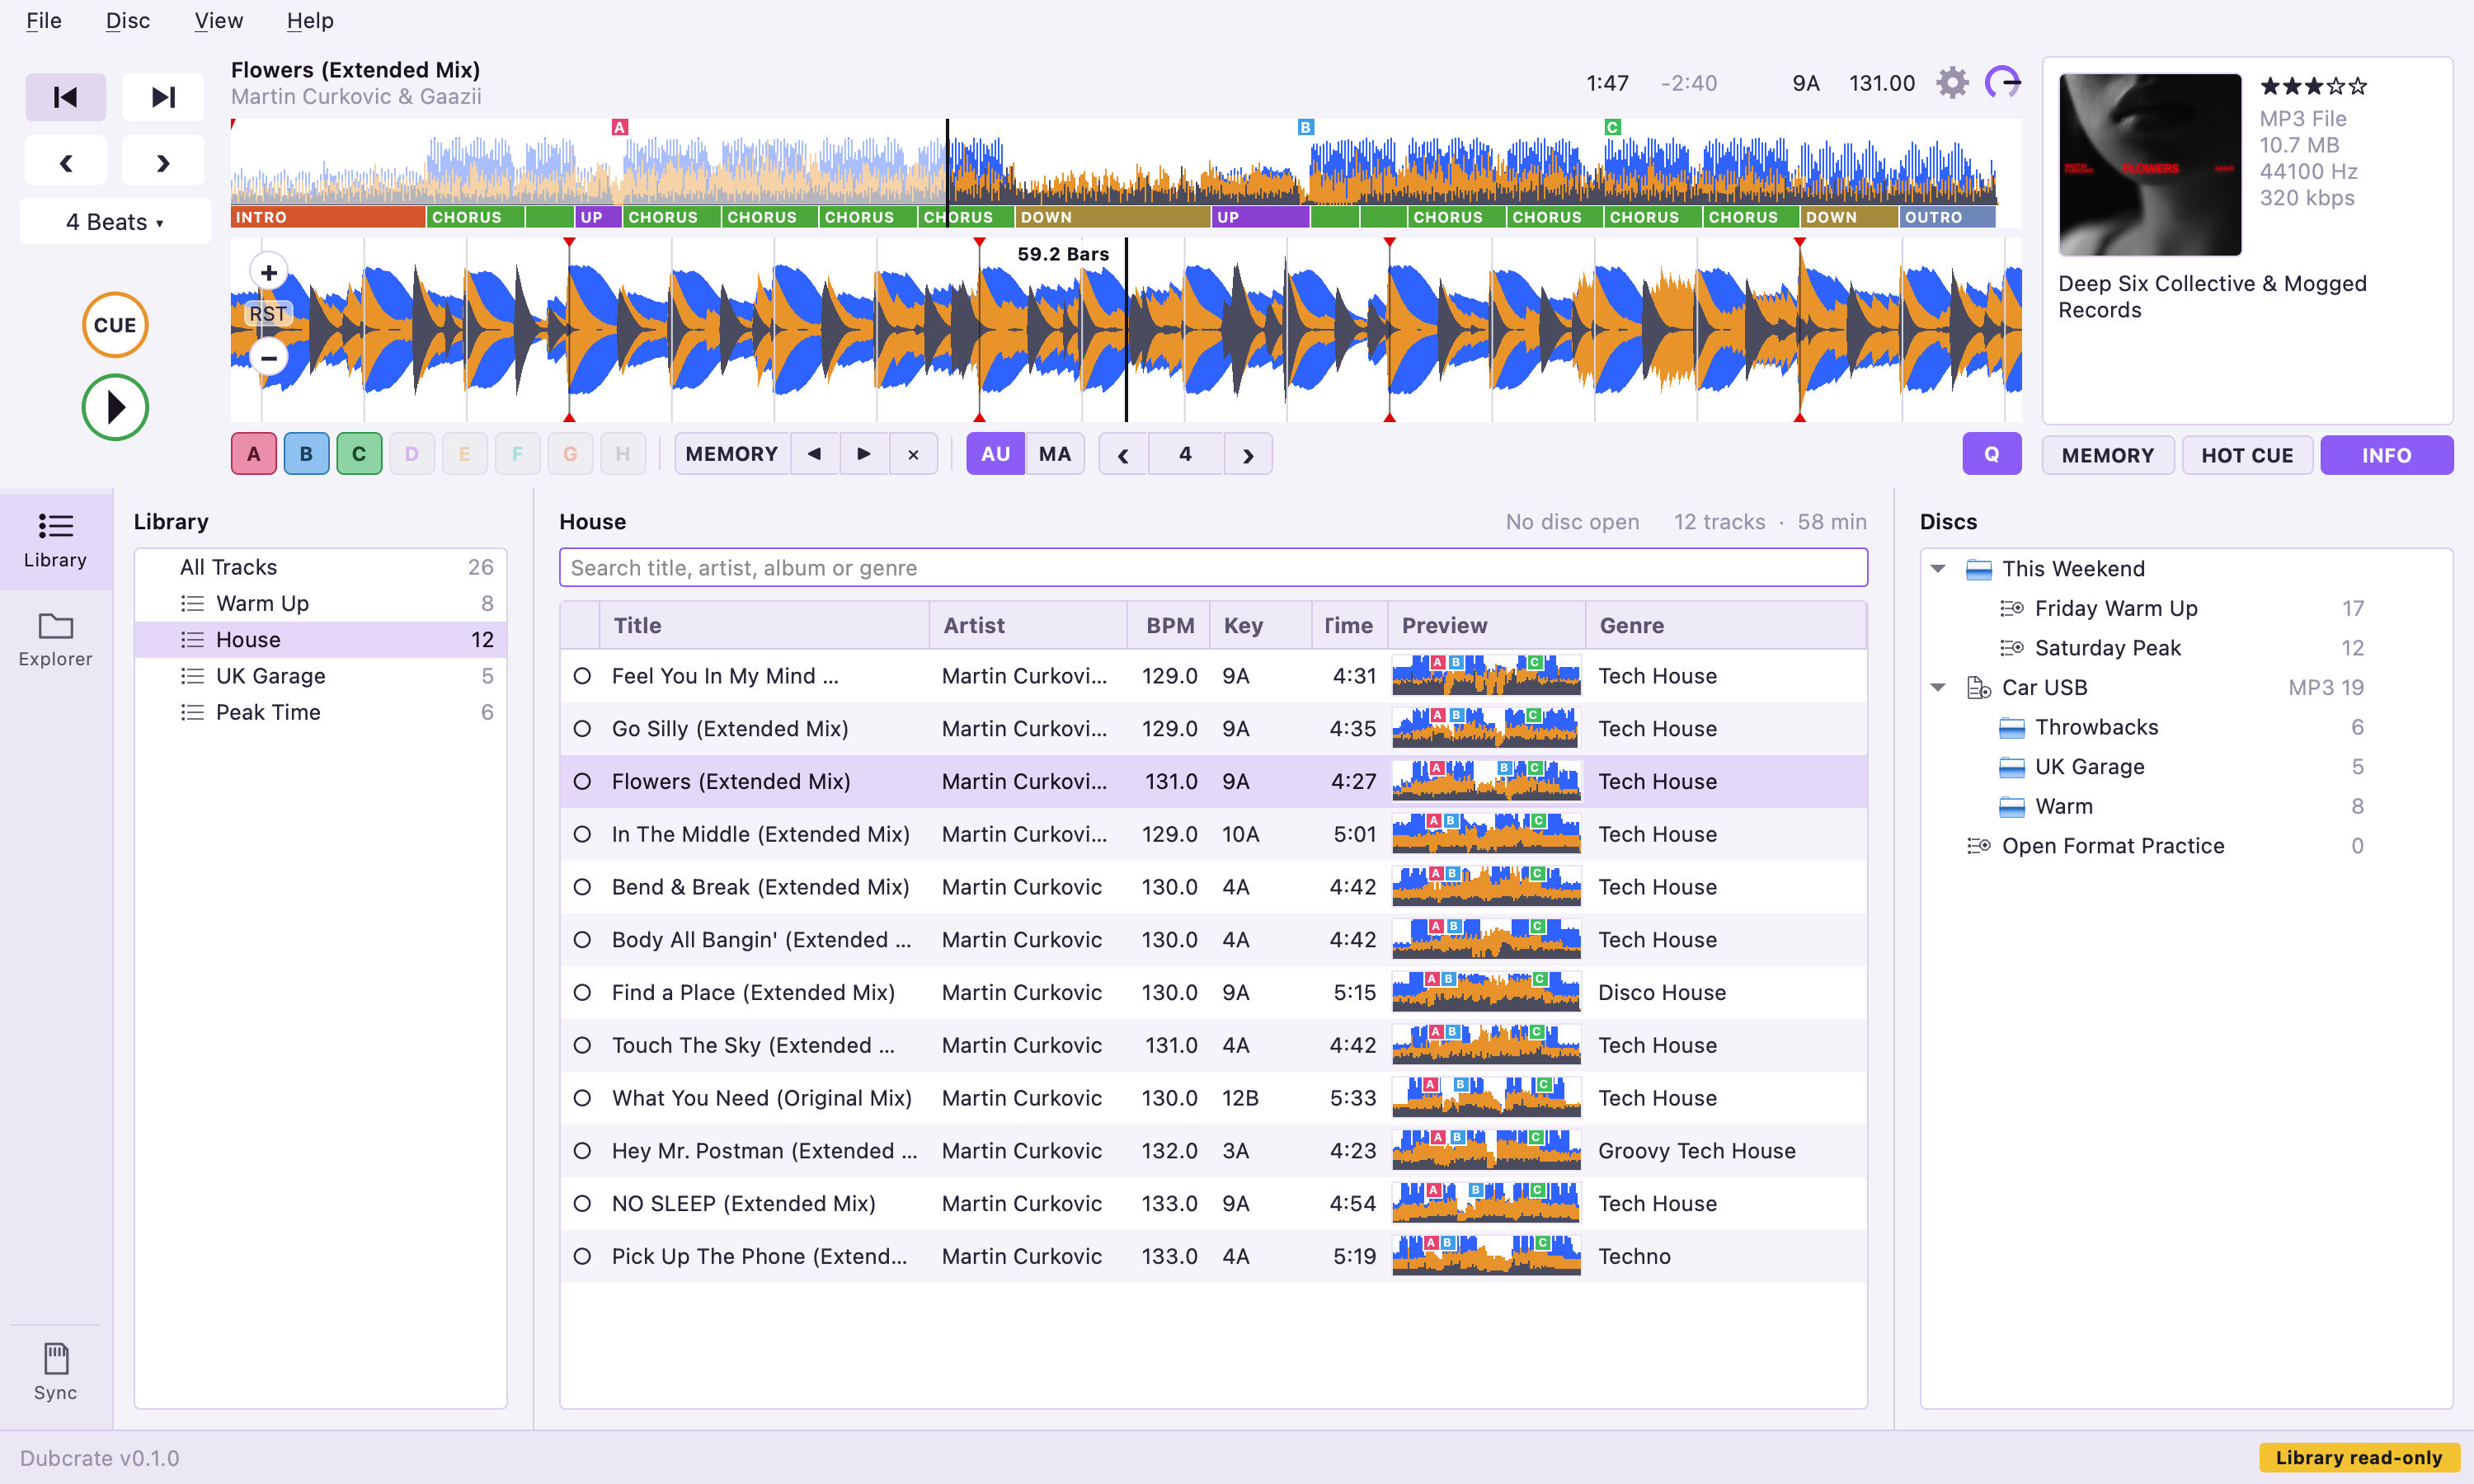 File Disc View Help
Flowers (Extended Mix)
Martin Curkovic & Gaazii
1:47 -2:40 9A 131.00
4 Beats
CUE
A B C
INTRO CHORUS UP CHORUS CHORUS CHORUS CHORUS DOWN UP CHORUS CHORUS CHORUS CHORUS DOWN OUTRO
59.2 Bars
+
RST
−
A B C D E F G H
MEMORY × AU MA 4 Q
FLOWERS
MP3 File
10.7 MB
44100 Hz
320 kbps
Deep Six Collective & Mogged
Records
MEMORY HOT CUE INFO
Library
Explorer
Sync
Library
All Tracks 26
Warm Up 8
House 12
UK Garage 5
Peak Time 6
House No disc open 12 tracks · 58 min
Search title, artist, album or genre
Title Artist BPM Key Time Preview Genre
Feel You In My Mind ... Martin Curkovi... 129.0 9A 4:31 A B C Tech House
Go Silly (Extended Mix) Martin Curkovi... 129.0 9A 4:35 A B C Tech House
Flowers (Extended Mix) Martin Curkovi... 131.0 9A 4:27 A B C Tech House
In The Middle (Extended Mix) Martin Curkovi... 129.0 10A 5:01 A B C Tech House
Bend & Break (Extended Mix) Martin Curkovic 130.0 4A 4:42 A B C Tech House
Body All Bangin' (Extended ... Martin Curkovic 130.0 4A 4:42 A B C Tech House
Find a Place (Extended Mix) Martin Curkovic 130.0 9A 5:15 A B C Disco House
Touch The Sky (Extended ... Martin Curkovic 131.0 4A 4:42 A B C Tech House
What You Need (Original Mix) Martin Curkovic 130.0 12B 5:33 A B C Tech House
Hey Mr. Postman (Extended ... Martin Curkovic 132.0 3A 4:23 A B C Groovy Tech House
NO SLEEP (Extended Mix) Martin Curkovic 133.0 9A 4:54 A B C Tech House
Pick Up The Phone (Extend... Martin Curkovic 133.0 4A 5:19 A B C Techno
Discs
This Weekend
Friday Warm Up 17
Saturday Peak 12
Car USB MP3 19
Throwbacks 6
UK Garage 5
Warm 8
Open Format Practice 0
Dubcrate v0.1.0
Library read-only